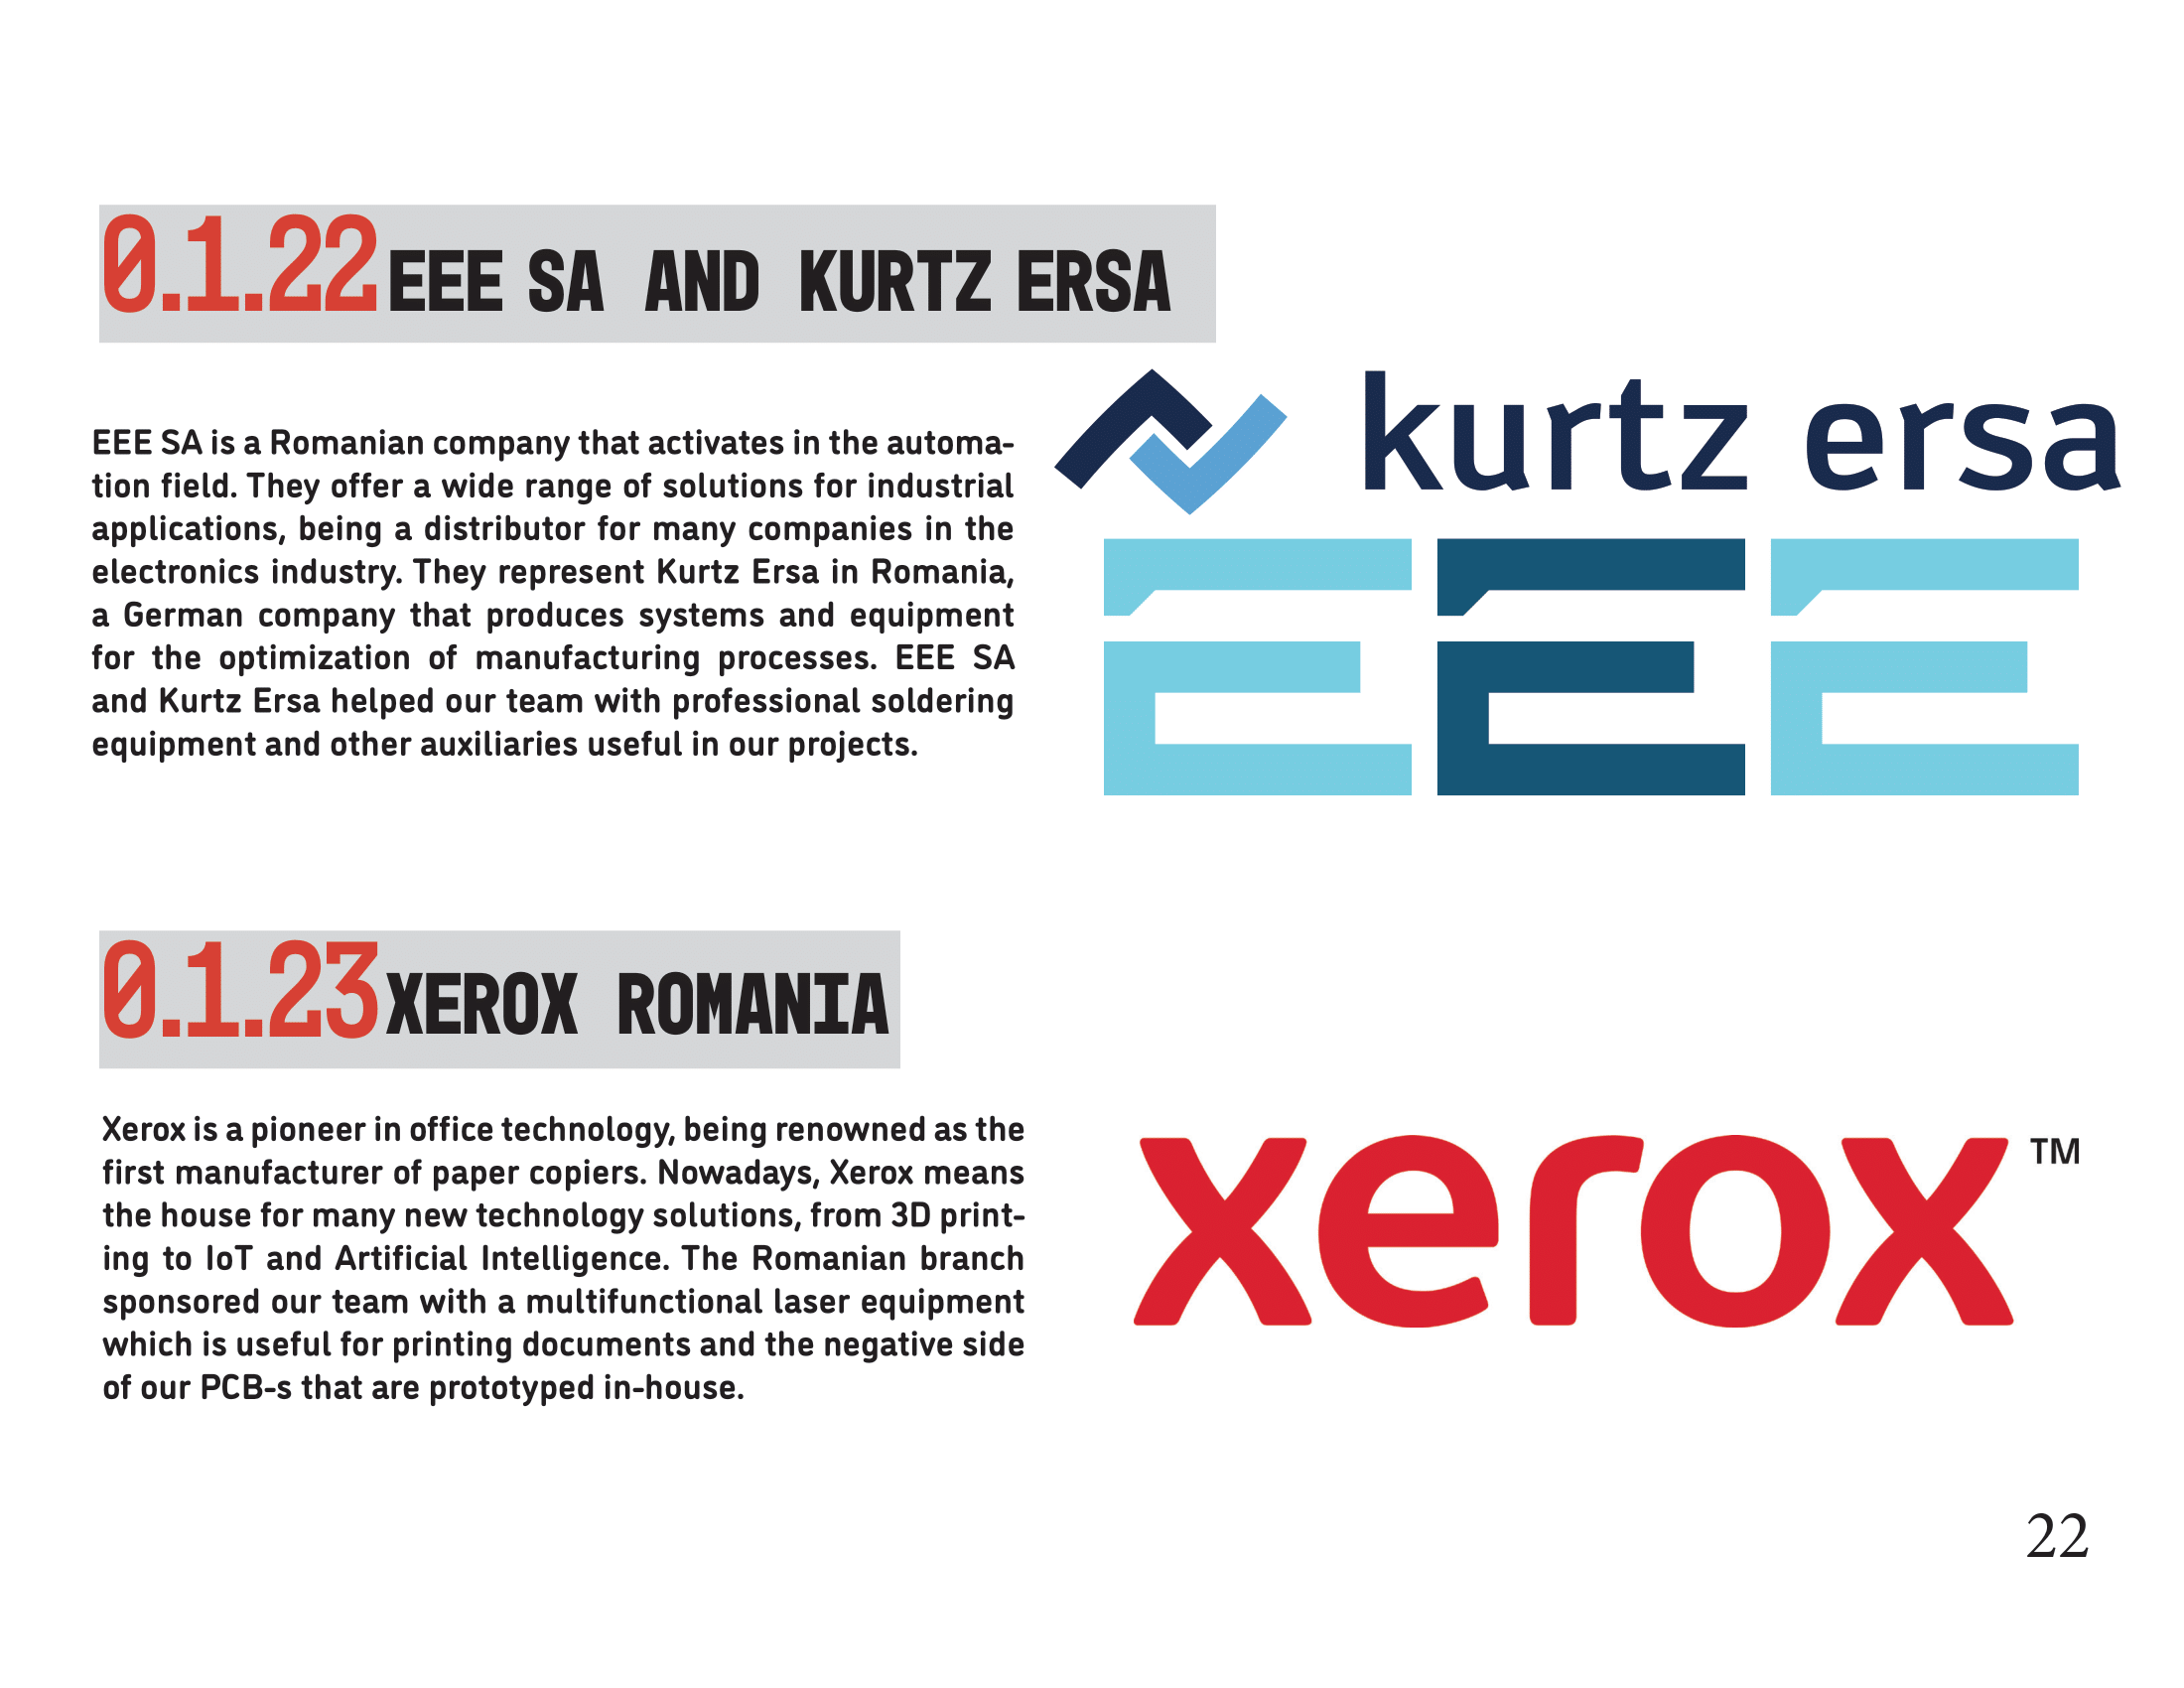 0.1.22 EEE SA AND KURTZ ERSA
kurtz ersa
EEE SA is a Romanian company that activates in the automa-
tion field. They offer a wide range of solutions for industrial
applications, being a distributor for many companies in the
electronics industry. They represent Kurtz Ersa in Romania,
a German company that produces systems and equipment
for the optimization of manufacturing processes. EEE SA
and Kurtz Ersa helped our team with professional soldering
equipment and other auxiliaries useful in our projects.
EEE
0.1.23 XEROX ROMANIA
Xerox is a pioneer in office technology, being renowned as the
first manufacturer of paper copiers. Nowadays, Xerox means
the house for many new technology solutions, from 3D print-
ing to IoT and Artificial Intelligence. The Romanian branch
sponsored our team with a multifunctional laser equipment
which is useful for printing documents and the negative side
of our PCB-s that are prototyped in-house.
xerox™
22